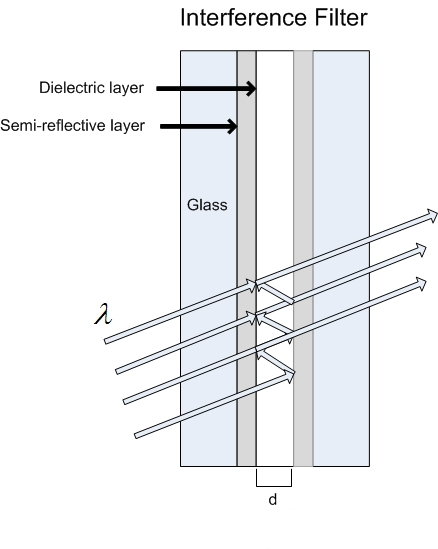 Interference Filter
Dielectric layer
Semi-reflective layer
Glass
λ
d